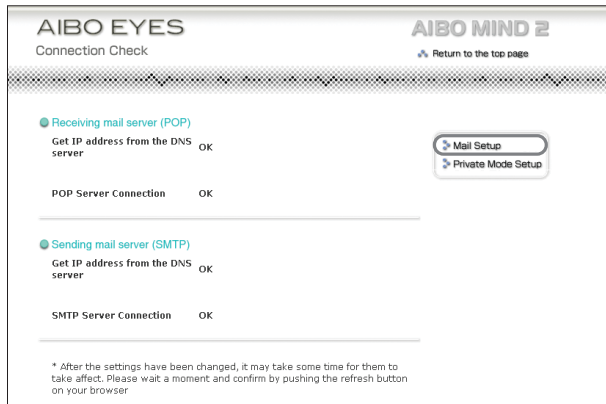 AIBO EYES
Connection Check
AIBO MIND 2
Return to the top page
Receiving mail server (POP)
Get IP address from the DNS
server
OK
POP Server Connection OK
Mail Setup
Private Mode Setup
Sending mail server (SMTP)
Get IP address from the DNS
server
OK
SMTP Server Connection OK
* After the settings have been changed, it may take some time for them to
take affect. Please wait a moment and confirm by pushing the refresh button
on your browser